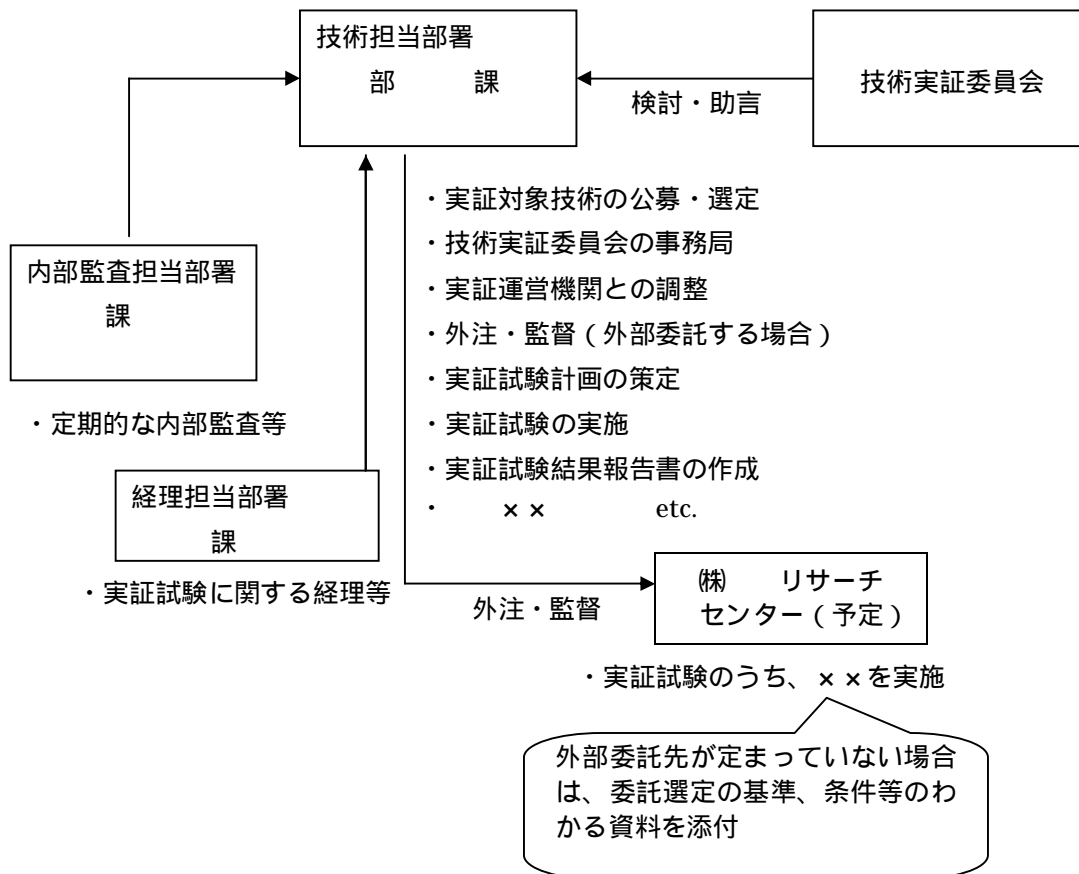 技術担当部署
部 課
技術実証委員会
検討・助言
・実証対象技術の公募・選定
・技術実証委員会の事務局
・実証運営機関との調整
・外注・監督（外部委託する場合）
・実証試験計画の策定
・実証試験の実施
・実証試験結果報告書の作成
・ ×× etc.
内部監査担当部署
課
・定期的な内部監査等
経理担当部署
課
・実証試験に関する経理等
外注・監督
㈱ リサーチ
センター（予定）
・実証試験のうち、××を実施
外部委託先が定まっていない場合
は、委託選定の基準、条件等のわ
かる資料を添付